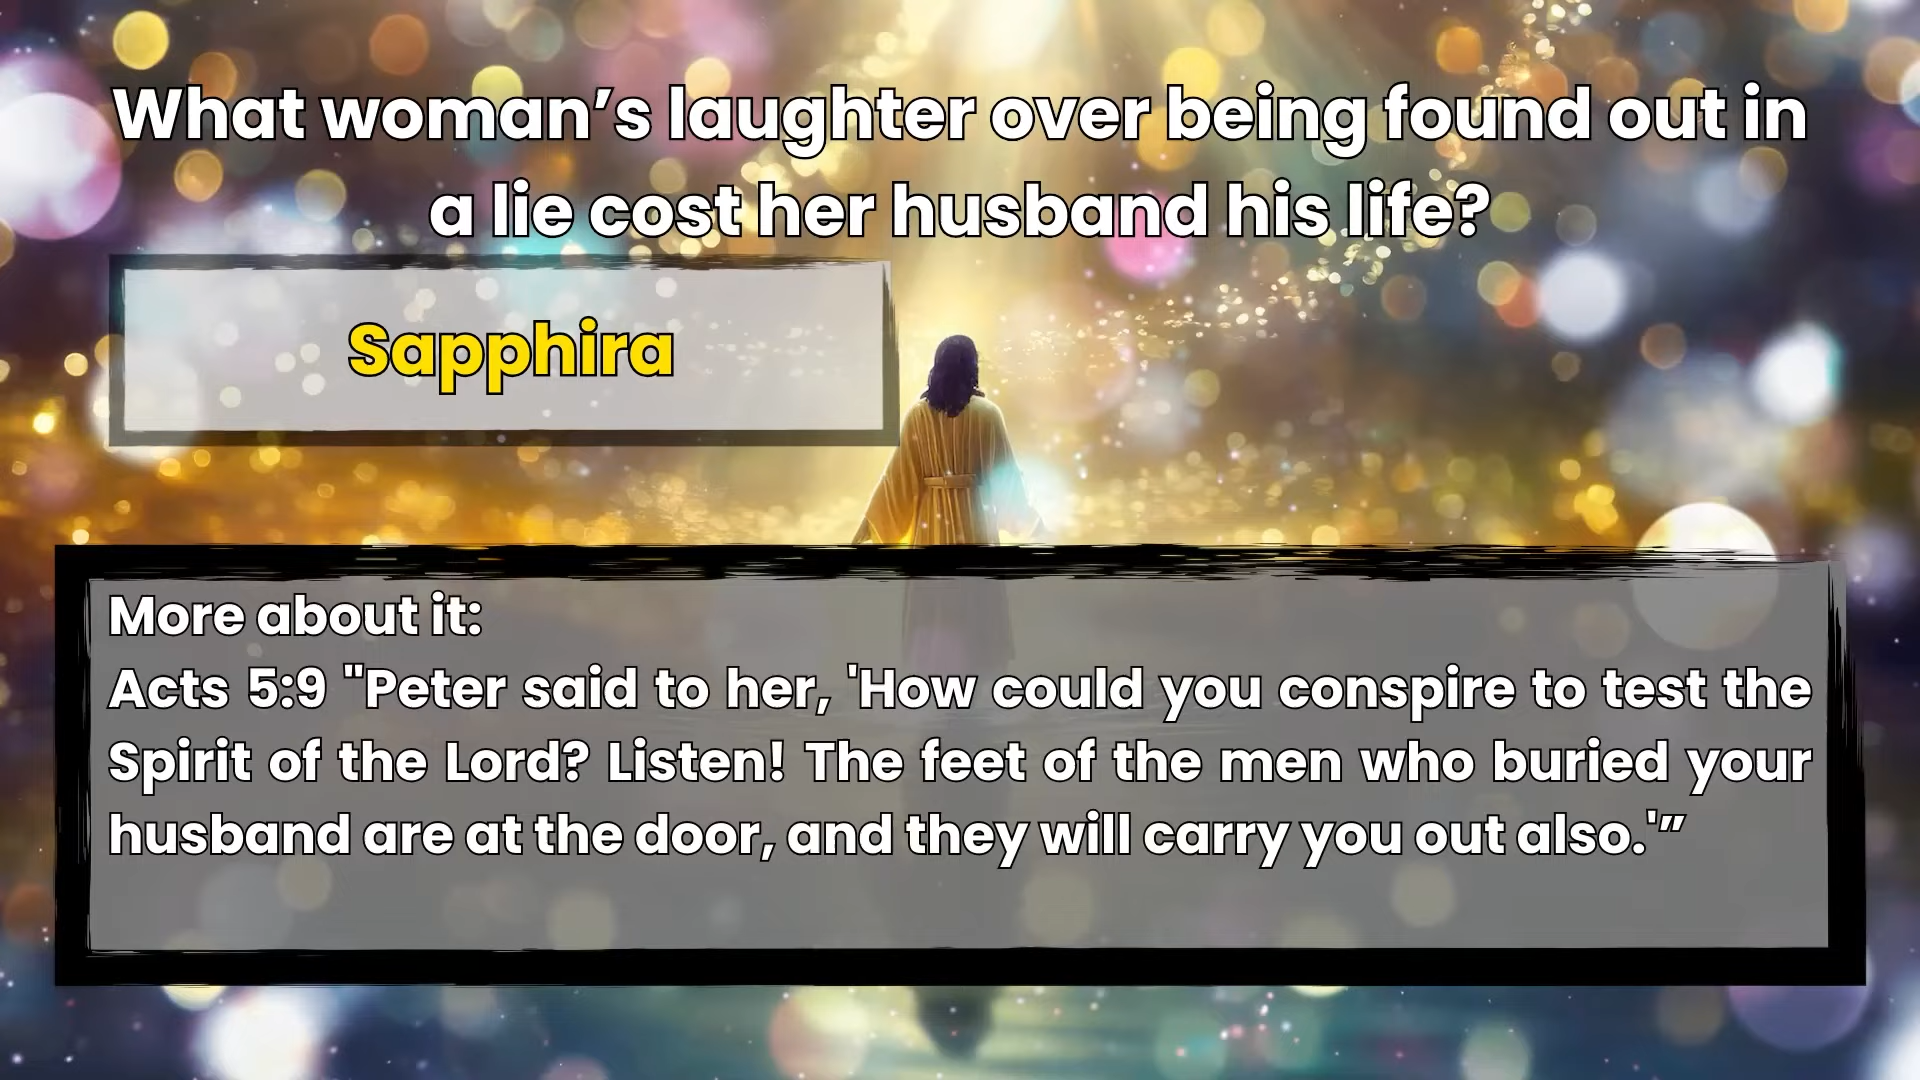 What woman’s laughter over being found out in
a lie cost her husband his life?
Sapphira
More about it:
Acts 5:9 "Peter said to her, 'How could you conspire to test the
Spirit of the Lord? Listen! The feet of the men who buried your
husband are at the door, and they will carry you out also.'”